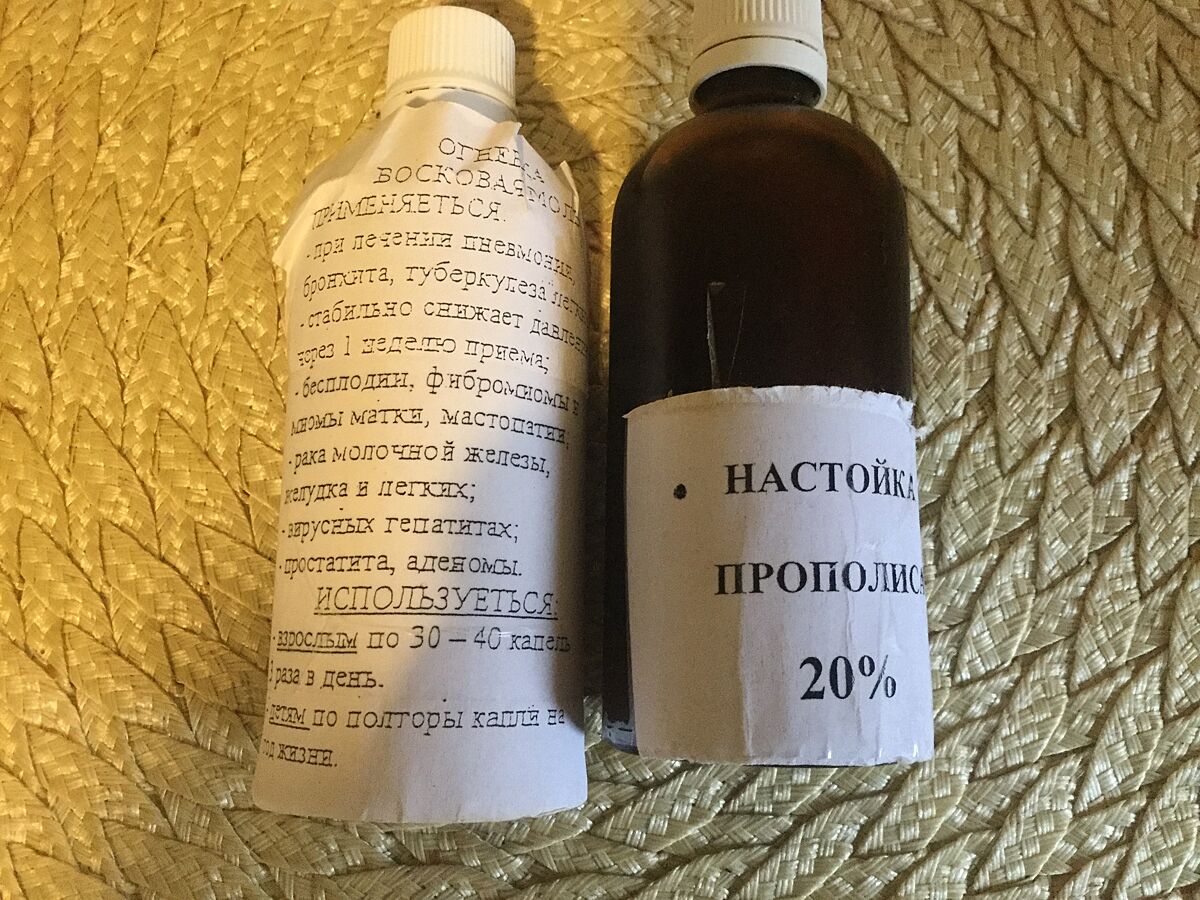 ОГНЕВКА
ВОСКОВАЯ МОЛЬ
ПРИМЕНЯЕТЬСЯ:
- при лечении пневмонии,
бронхита, туберкулеза легких
- стабильно снижает давление
через 1 неделю приема;
- бесплодии, фибромиомы и
миомы матки, мастопатии,
- рака молочной железы,
желудка и легких;
- вирусных гепатитах;
- простатита, аденомы.
ИСПОЛЬЗУЕТЬСЯ:
- взрослым по 30 – 40 капель
3 раза в день.
- детям по полторы капли на
год жизни.
• НАСТОЙКА
ПРОПОЛИСА
20%